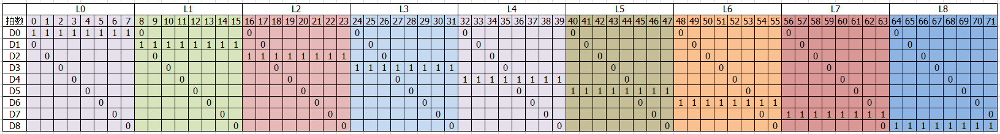 L0 L1 L2 L3 L4 L5 L6 L7 L8
拍数 0 1 2 3 4 5 6 7 8 9 10 11 12 13 14 15 16 17 18 19 20 21 22 23 24 25 26 27 28 29 30 31 32 33 34 35 36 37 38 39 40 41 42 43 44 45 46 47 48 49 50 51 52 53 54 55 56 57 58 59 60 61 62 63 64 65 66 67 68 69 70 71
D0 1 1 1 1 1 1 1 1 0 0 0 0 0 0 0 0
D1 0 1 1 1 1 1 1 1 1 0 0 0 0 0 0 0
D2 0 0 1 1 1 1 1 1 1 1 0 0 0 0 0 0
D3 0 0 0 1 1 1 1 1 1 1 1 0 0 0 0 0
D4 0 0 0 0 1 1 1 1 1 1 1 1 0 0 0 0
D5 0 0 0 0 0 1 1 1 1 1 1 1 1 0 0 0
D6 0 0 0 0 0 0 1 1 1 1 1 1 1 1 0 0
D7 0 0 0 0 0 0 0 1 1 1 1 1 1 1 1 0
D8 0 0 0 0 0 0 0 0 1 1 1 1 1 1 1 1